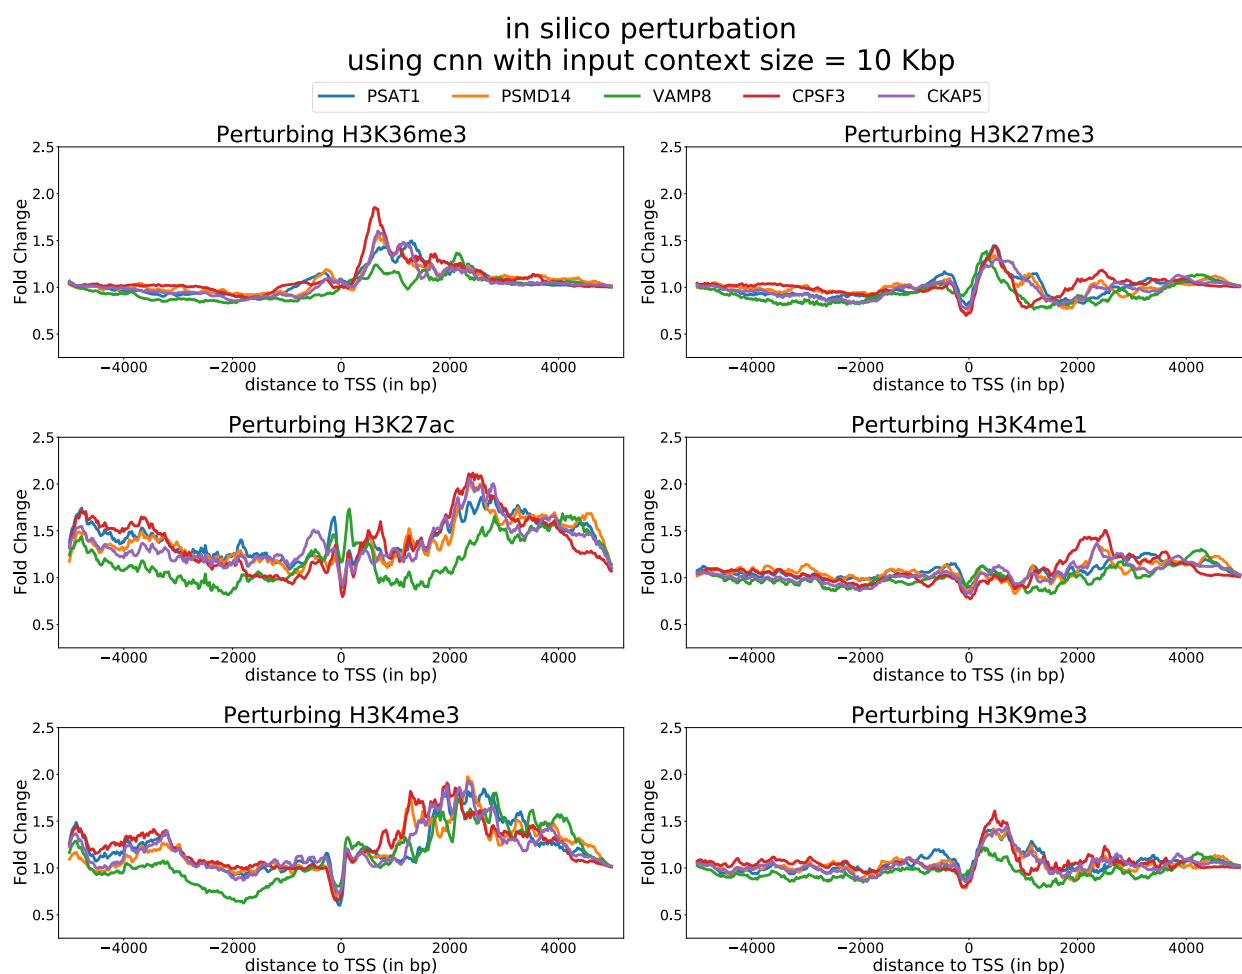 in silico perturbation
using cnn with input context size = 10 Kbp
PSAT1 PSMD14 VAMP8 CPSF3 CKAP5
Perturbing H3K36me3
Fold Change
2.5
2.0
1.5
1.0
0.5
−4000 −2000 0 2000 4000
distance to TSS (in bp)
Perturbing H3K27me3
Fold Change
2.5
2.0
1.5
1.0
0.5
−4000 −2000 0 2000 4000
distance to TSS (in bp)
Perturbing H3K27ac
Fold Change
2.5
2.0
1.5
1.0
0.5
−4000 −2000 0 2000 4000
distance to TSS (in bp)
Perturbing H3K4me1
Fold Change
2.5
2.0
1.5
1.0
0.5
−4000 −2000 0 2000 4000
distance to TSS (in bp)
Perturbing H3K4me3
Fold Change
2.5
2.0
1.5
1.0
0.5
−4000 −2000 0 2000 4000
distance to TSS (in bp)
Perturbing H3K9me3
Fold Change
2.5
2.0
1.5
1.0
0.5
−4000 −2000 0 2000 4000
distance to TSS (in bp)